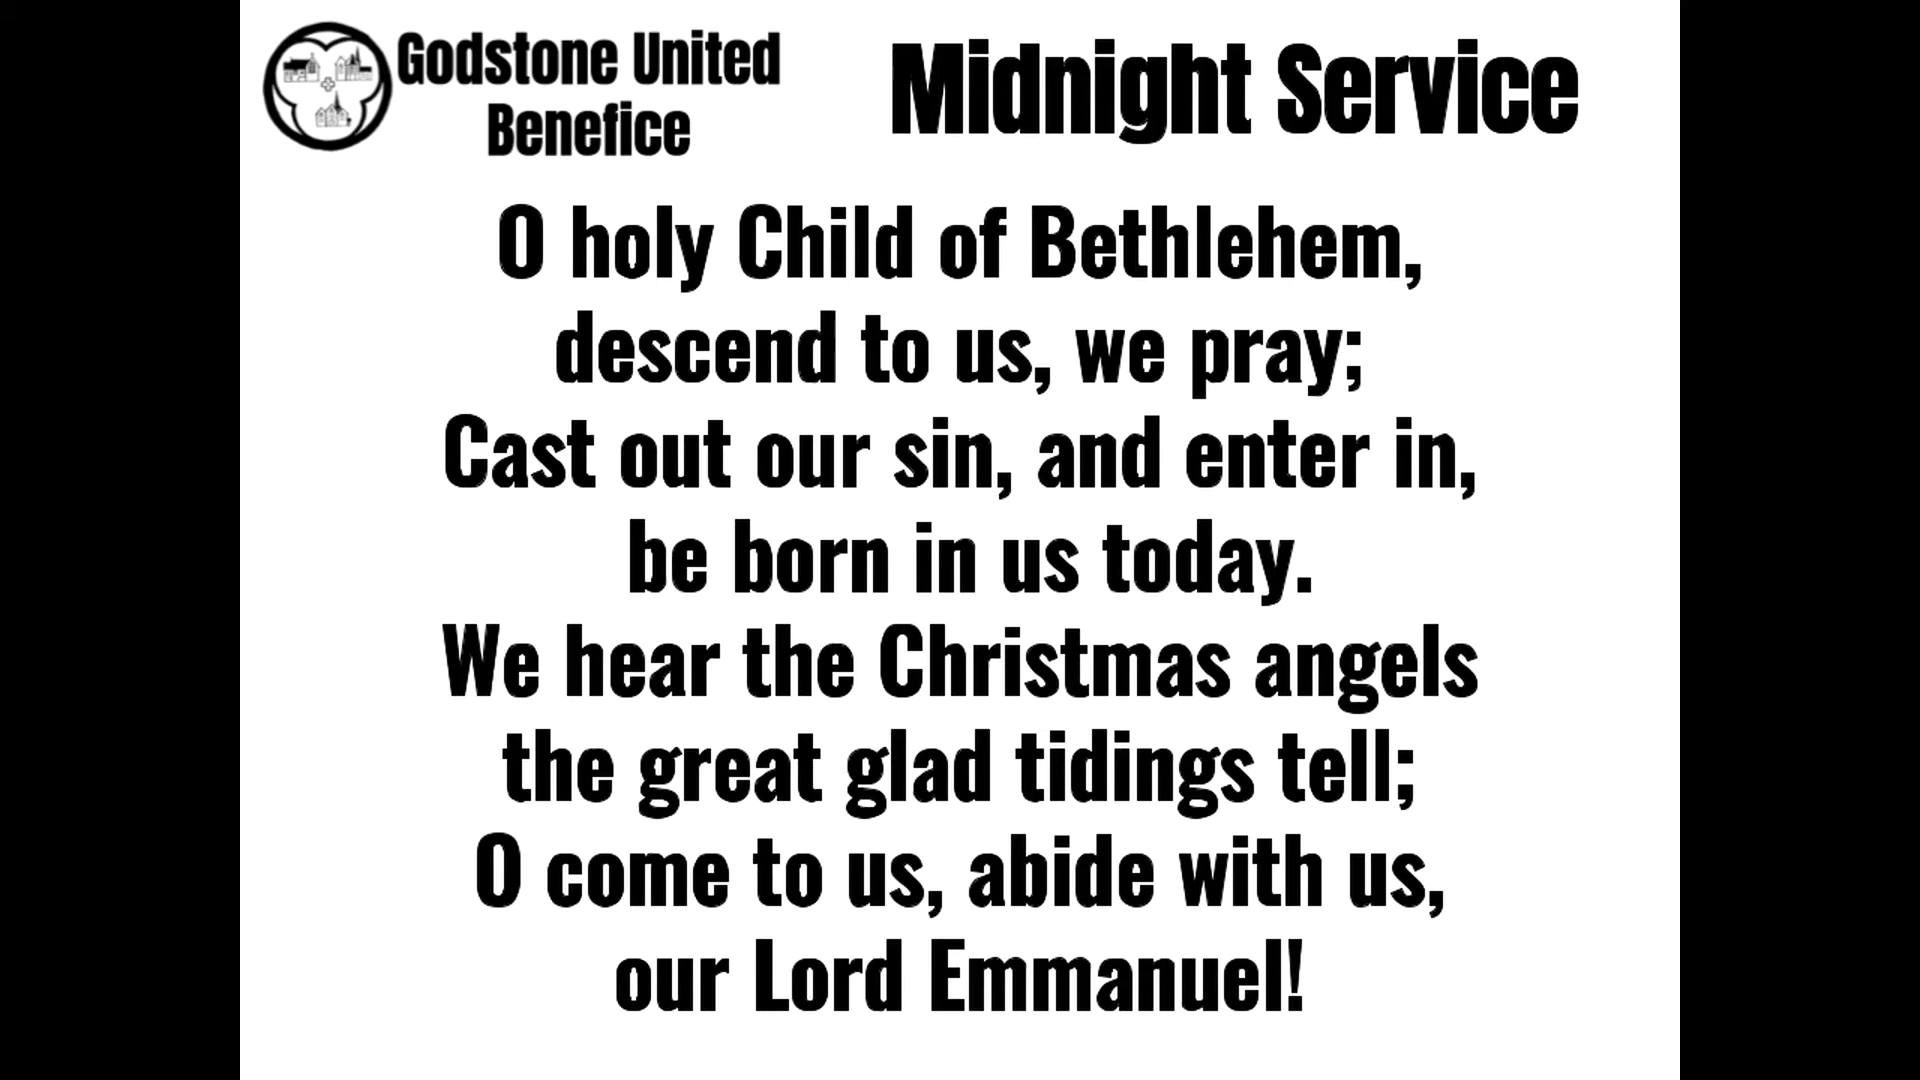 Godstone United
Benefice
Midnight Service
O holy Child of Bethlehem,
descend to us, we pray;
Cast out our sin, and enter in,
be born in us today.
We hear the Christmas angels
the great glad tidings tell;
O come to us, abide with us,
our Lord Emmanuel!